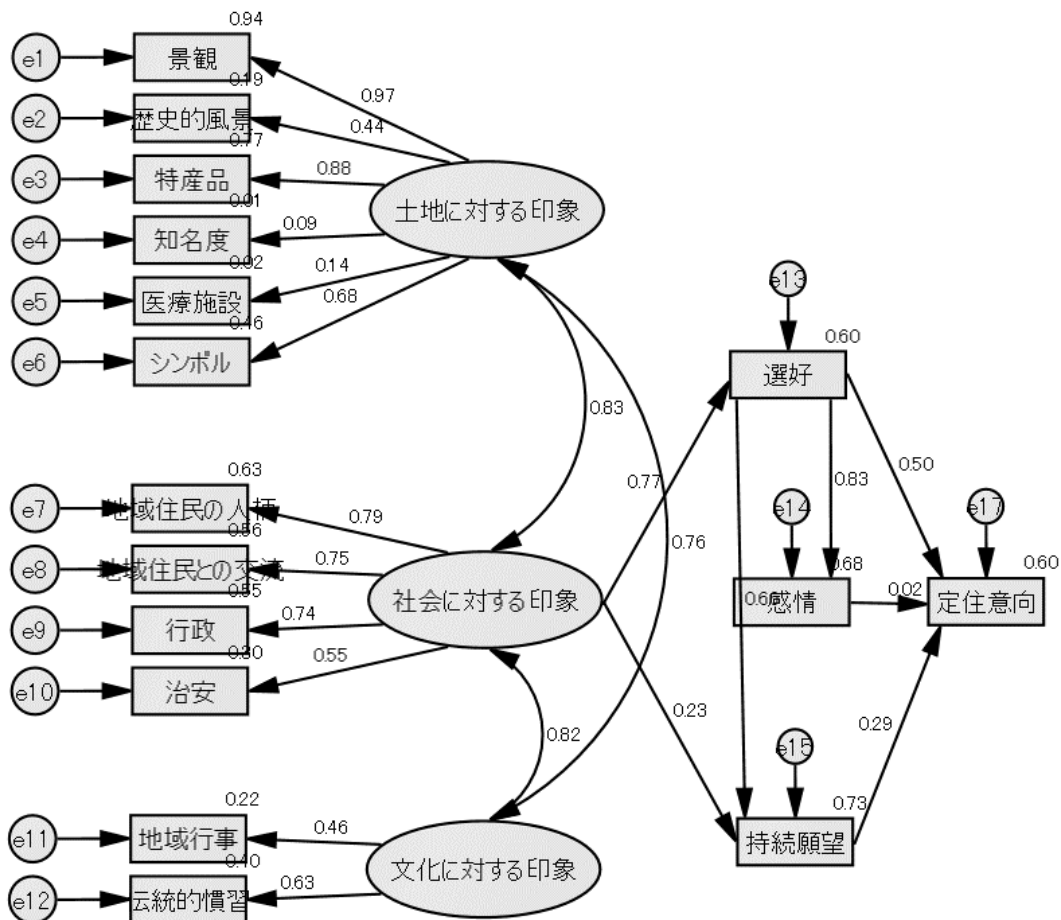 0.94
e1
景観
0.97
0.19
e2
歴史的風景
0.44
0.77
e3
特産品
0.88
土地に対する印象
0.01
e4
知名度
0.09
0.02
e5
医療施設
0.14
0.46
e6
シンボル
0.68
0.83
0.77
0.76
e13
0.60
選好
0.50
0.83
0.63
e7
地域住民の人柄
0.79
0.56
e8
地域住民との交流
0.75
社会に対する印象
0.55
e9
行政
0.74
0.30
e10
治安
0.55
e14
0.68
感情
0.02
e17
0.60
定住意向
0.23
0.29
0.82
e15
0.73
持続願望
0.22
e11
地域行事
0.46
文化に対する印象
0.40
e12
伝統的慣習
0.63